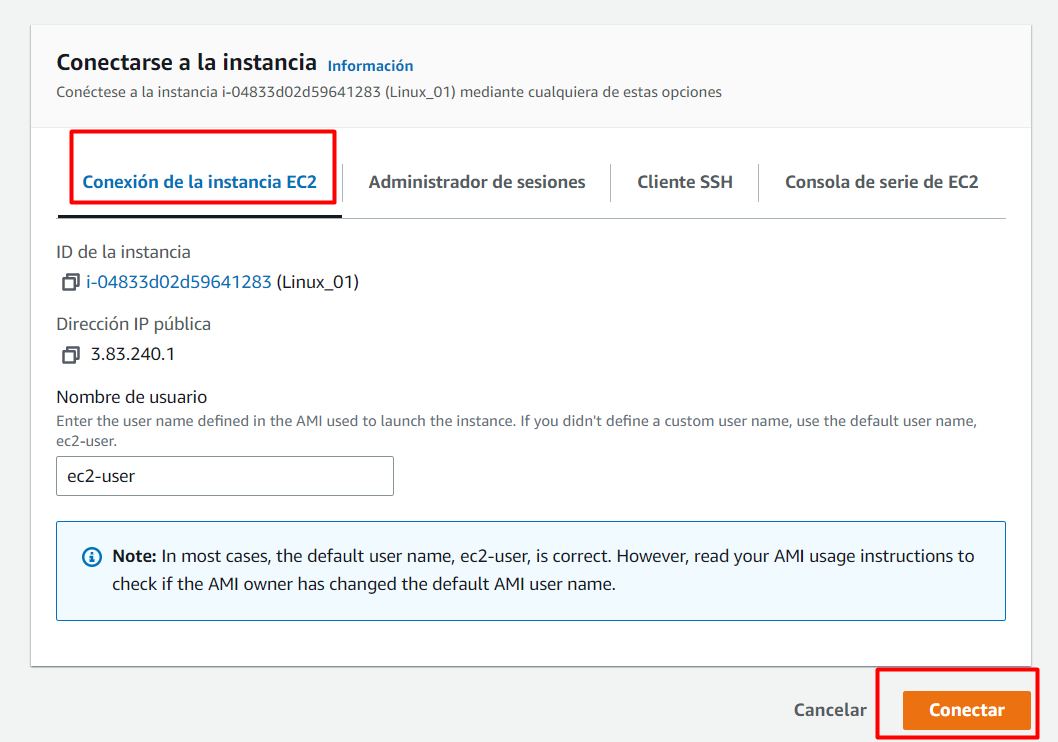 Conectarse a la instancia Información
Conéctese a la instancia i-04833d02d59641283 (Linux_01) mediante cualquiera de estas opciones
Conexión de la instancia EC2 Administrador de sesiones Cliente SSH Consola de serie de EC2
ID de la instancia
i-04833d02d59641283 (Linux_01)
Dirección IP pública
3.83.240.1
Nombre de usuario
Enter the user name defined in the AMI used to launch the instance. If you didn't define a custom user name, use the default user name,
ec2-user.
ec2-user
Note: In most cases, the default user name, ec2-user, is correct. However, read your AMI usage instructions to
check if the AMI owner has changed the default AMI user name.
Cancelar Conectar